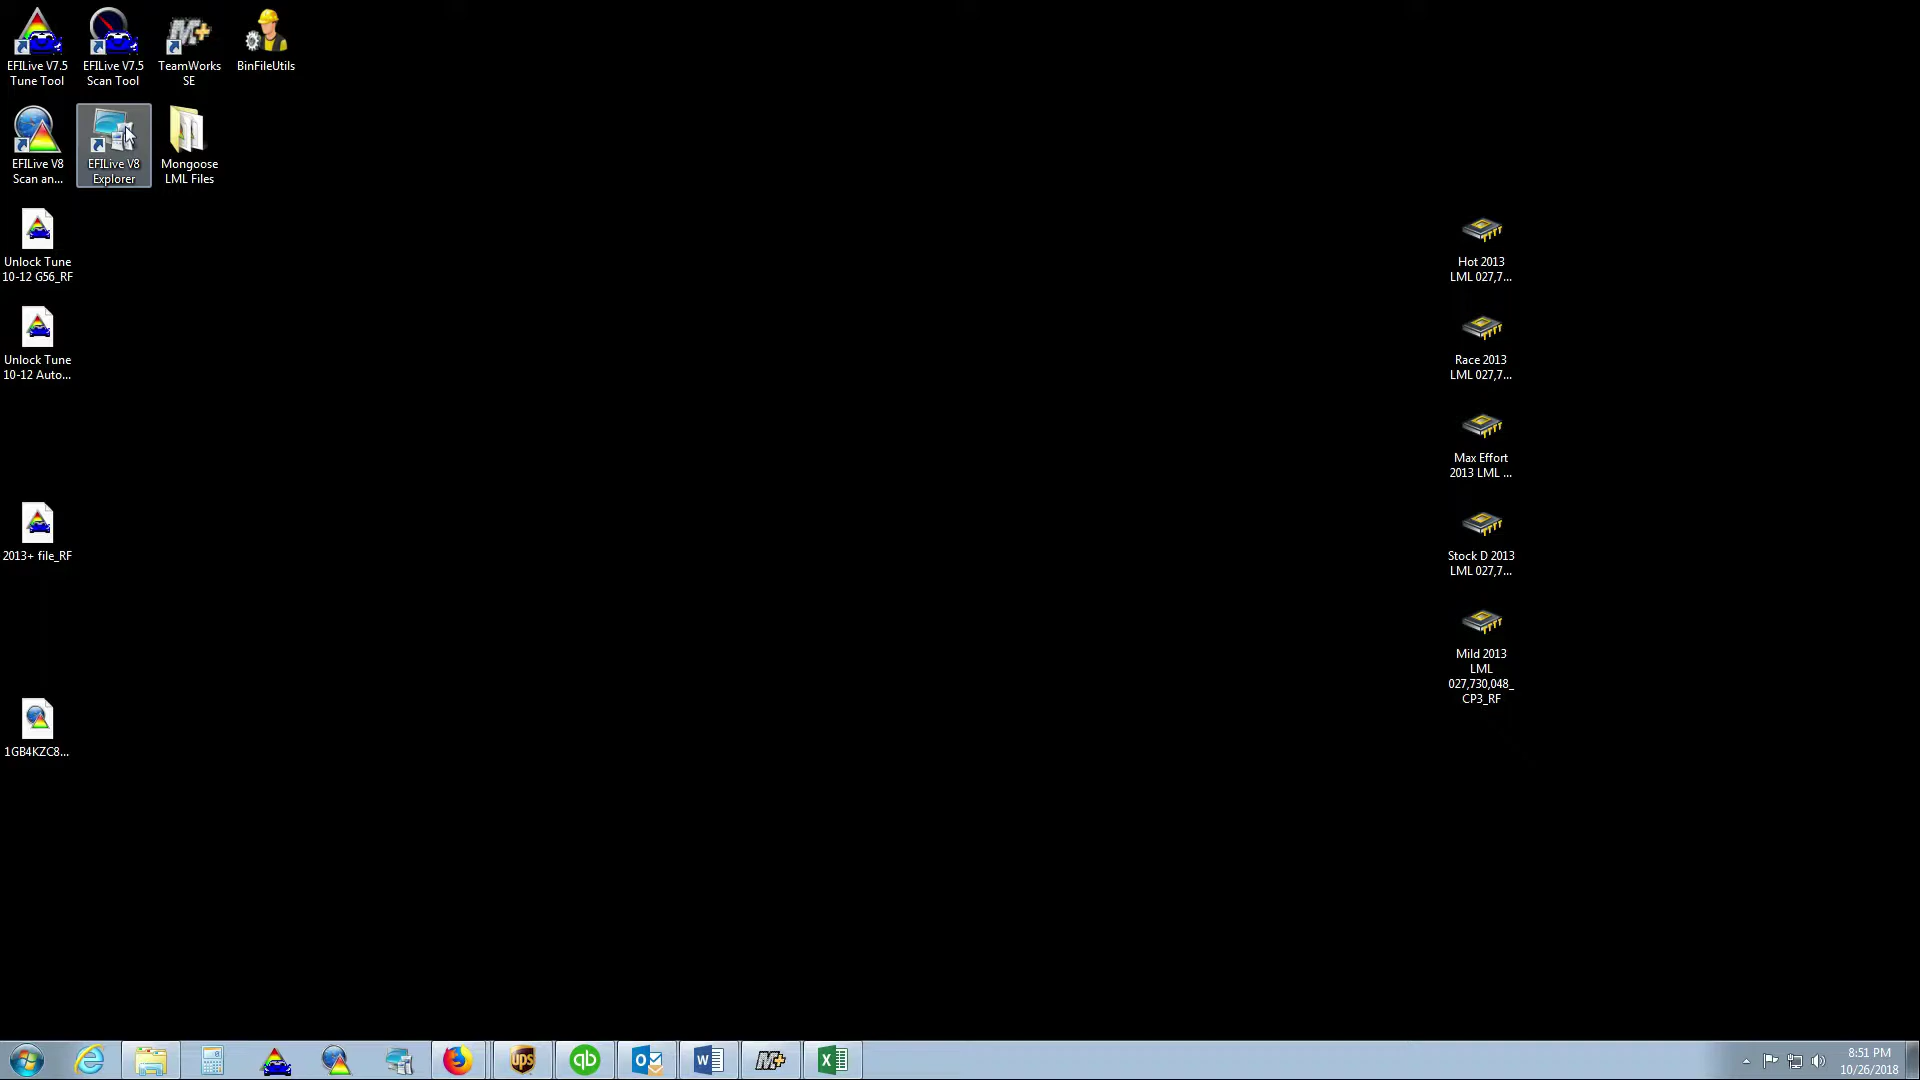 EFILive V7.5
Tune Tool
EFILive V7.5
Scan Tool
TeamWorks
SE
BinFileUtils
EFILive V8
Scan an...
EFILive V8
Explorer
Mongoose
LML Files
Unlock Tune
10-12 G56_RF
Unlock Tune
10-12 Auto...
2013+ file_RF
1GB4KZC8...
Hot 2013
LML 027,7...
Race 2013
LML 027,7...
Max Effort
2013 LML ...
Stock D 2013
LML 027,7...
Mild 2013
LML
027,730,048_
CP3_RF
ups
qb
O
W
M+
X
8:51 PM
10/26/2018